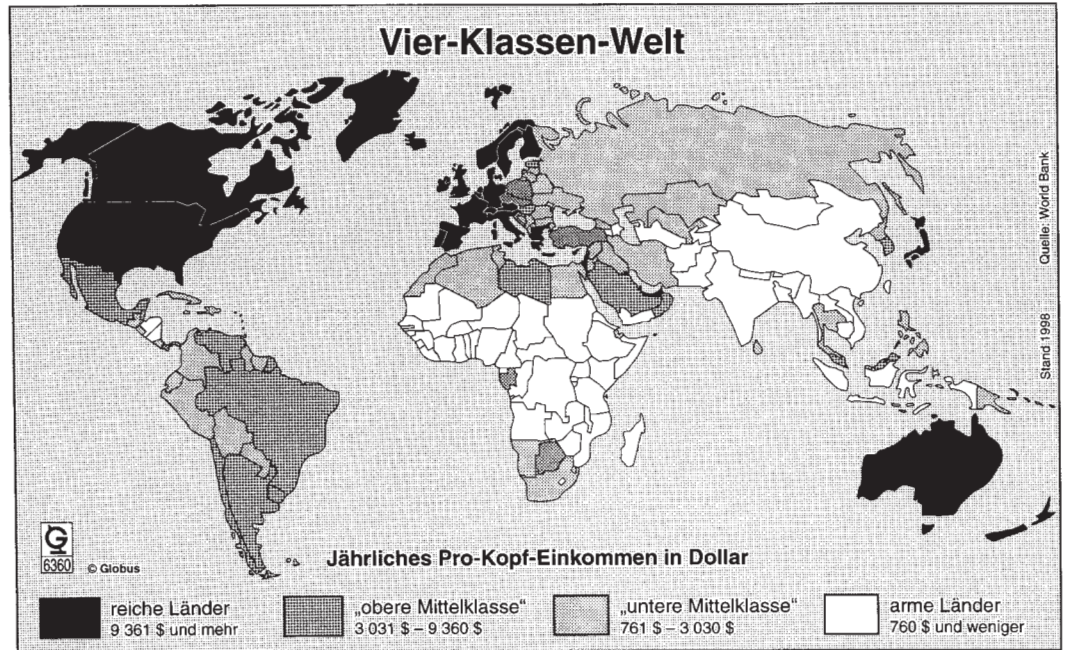 Vier-Klassen-Welt
Quelle: World Bank
Stand 1998
G
6360
© Globus
Jährliches Pro-Kopf-Einkommen in Dollar
reiche Länder
9 361 $ und mehr
„obere Mittelklasse“
3 031 $ – 9 360 $
„untere Mittelklasse“
761 $ – 3 030 $
arme Länder
760 $ und weniger